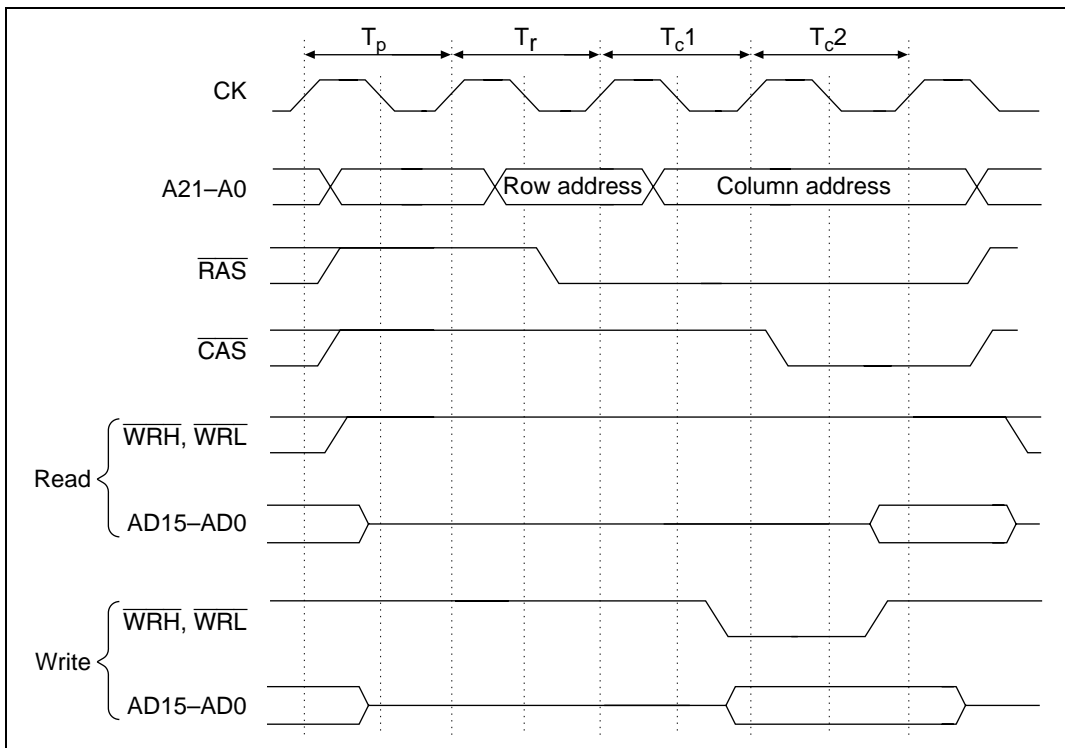 Tp Tr Tc1 Tc2
CK
A21–A0 Row address Column address
RAS
CAS
WRH, WRL
Read
AD15–AD0
WRH, WRL
Write
AD15–AD0